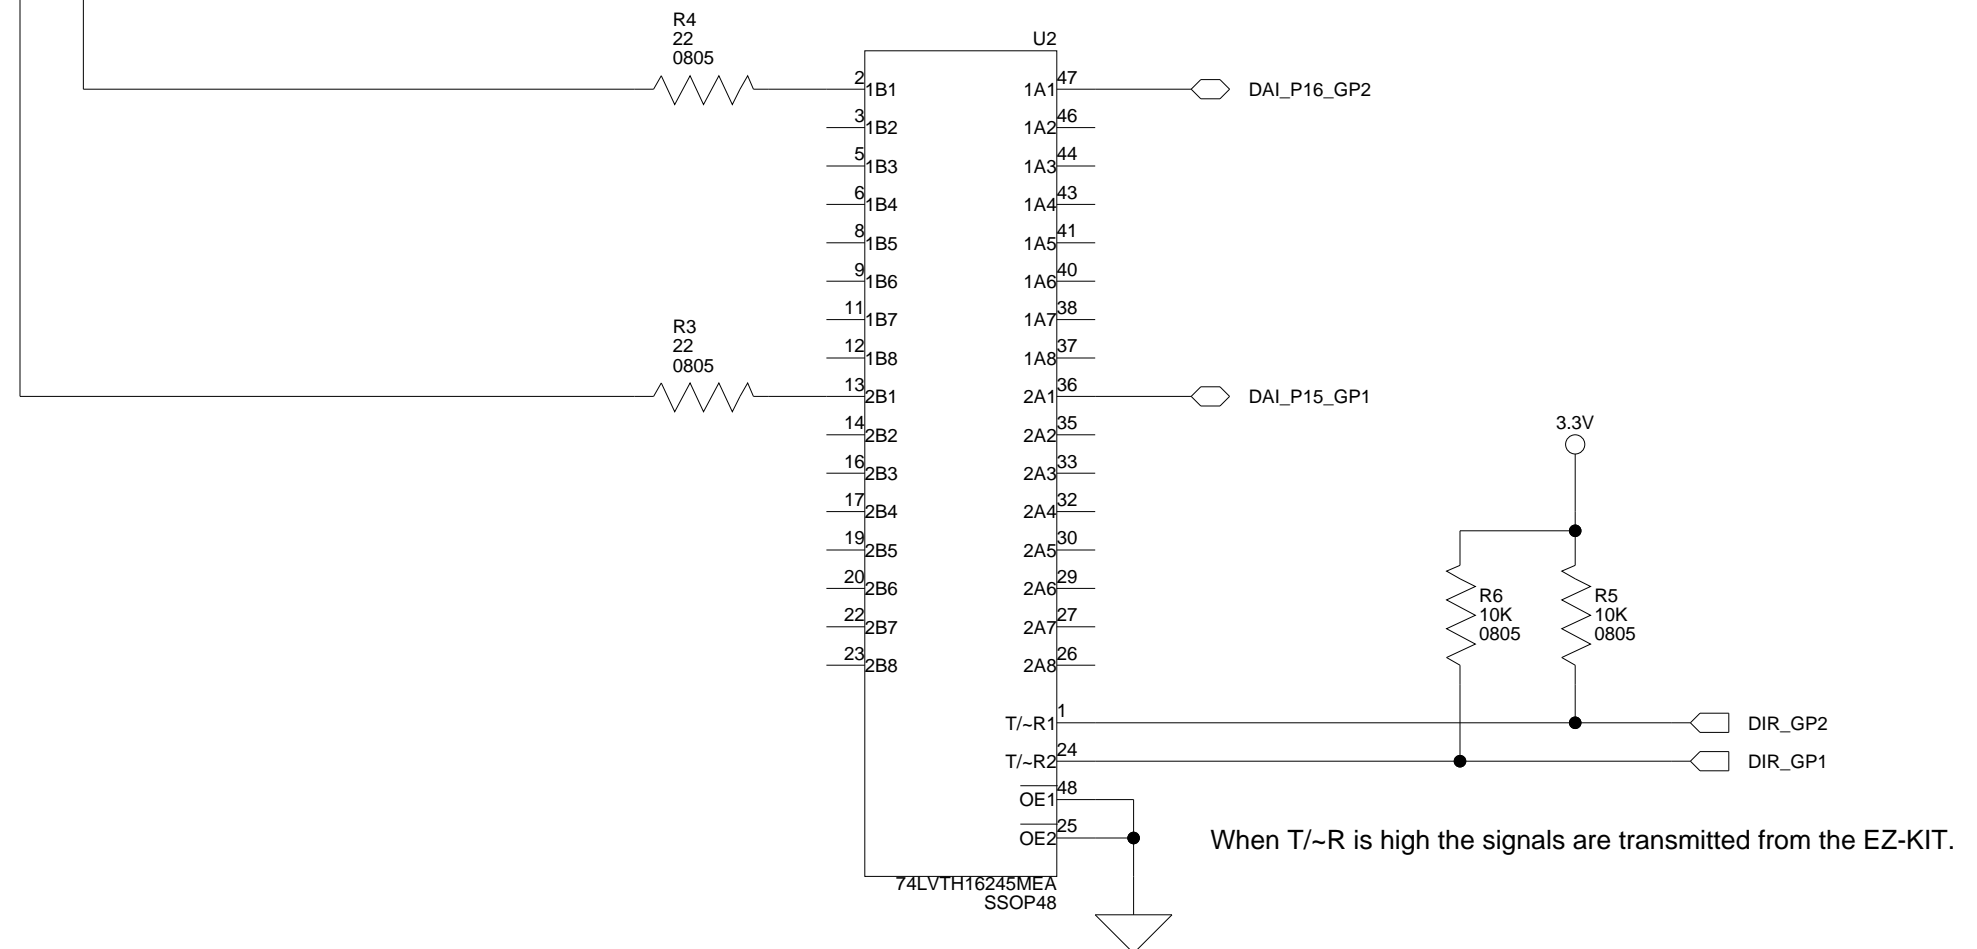 R4
22
0805
U2
2 1B1 1A1 47 DAI_P16_GP2
3 1B2 1A2 46
5 1B3 1A3 44
6 1B4 1A4 43
8 1B5 1A5 41
9 1B6 1A6 40
11 1B7 1A7 38
R3
22
0805
12 1B8 1A8 37
13 2B1 2A1 36 DAI_P15_GP1
14 2B2 2A2 35
3.3V
16 2B3 2A3 33
17 2B4 2A4 32
19 2B5 2A5 30
20 2B6 2A6 29
R6
10K
0805
R5
10K
0805
22 2B7 2A7 27
23 2B8 2A8 26
T/~R1 1 DIR_GP2
T/~R2 24 DIR_GP1
OE1 48
OE2 25
When T/~R is high the signals are transmitted from the EZ-KIT.
74LVTH16245MEA
SSOP48